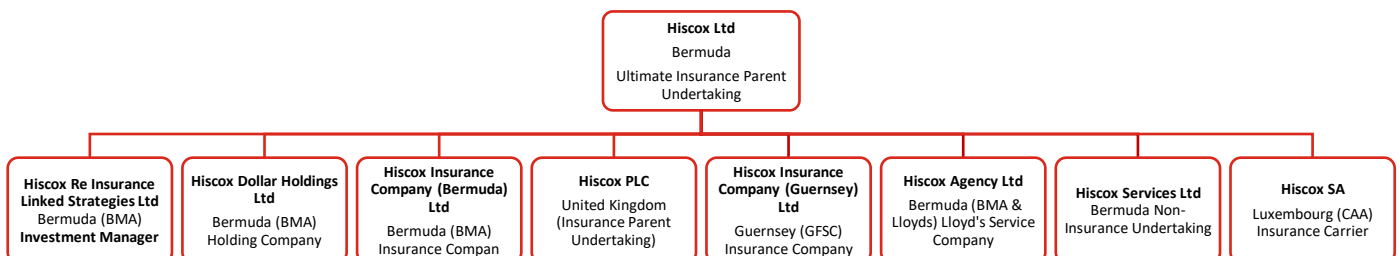 Hiscox Ltd
Bermuda
Ultimate Insurance Parent
Undertaking
Hiscox Re Insurance
Linked Strategies Ltd
Bermuda (BMA)
Investment Manager
Hiscox Dollar Holdings
Ltd
Bermuda (BMA)
Holding Company
Hiscox Insurance
Company (Bermuda)
Ltd
Bermuda (BMA)
Insurance Compan
Hiscox PLC
United Kingdom
(Insurance Parent
Undertaking)
Hiscox Insurance
Company (Guernsey)
Ltd
Guernsey (GFSC)
Insurance Company
Hiscox Agency Ltd
Bermuda (BMA &
Lloyds) Lloyd's Service
Company
Hiscox Services Ltd
Bermuda Non-
Insurance Undertaking
Hiscox SA
Luxembourg (CAA)
Insurance Carrier